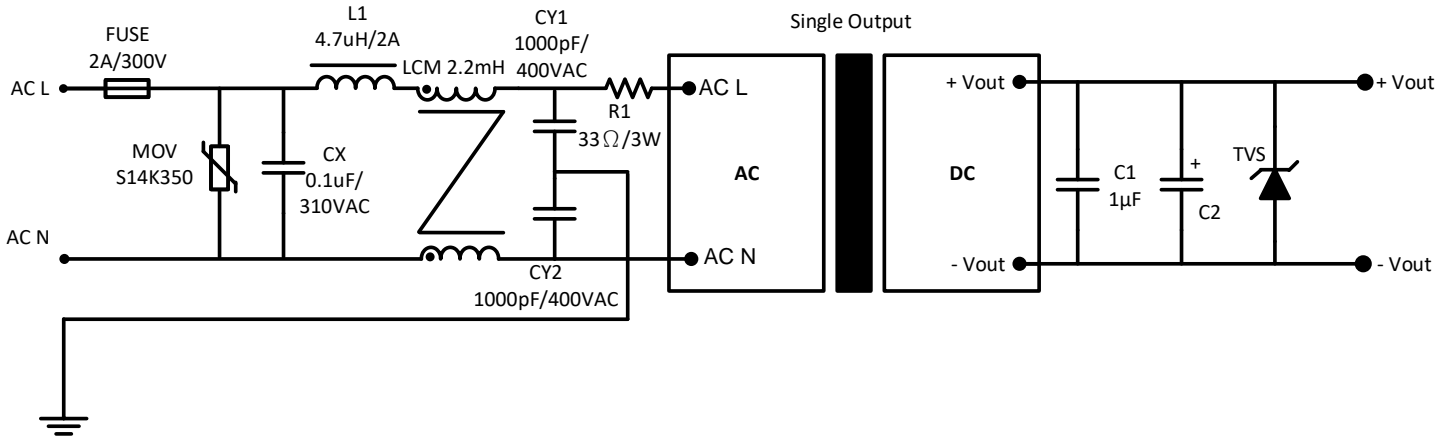 Single Output
FUSE
2A/300V
L1
4.7uH/2A
LCM 2.2mH
CY1
1000pF/
400VAC
AC L
AC L
R1
33Ω/3W
MOV
S14K350
CX
0.1uF/
310VAC
AC N
AC N
CY2
1000pF/400VAC
AC
DC
+ Vout
- Vout
C1
1μF
+
C2
TVS
+ Vout
- Vout